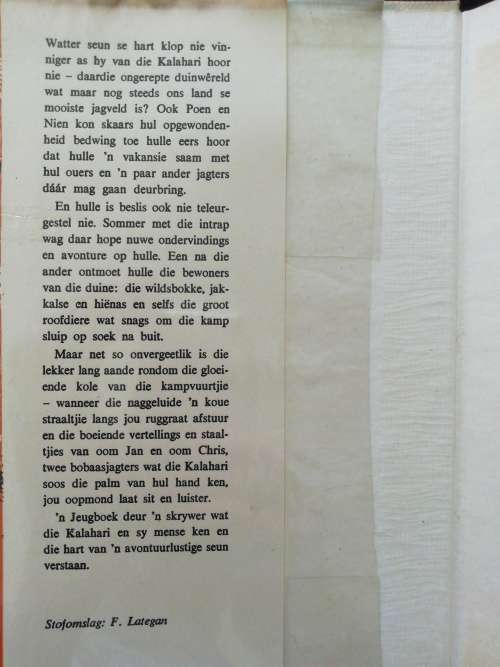 Watter seun se hart klop nie vin-
niger as hy van die Kalahari hoor
nie – daardie ongerepte duinwêreld
wat maar nog steeds ons land se
mooiste jagveld is? Ook Poen en
Nien kon skaars hul opgewonden-
heid bedwing toe hulle eers hoor
dat hulle 'n vakansie saam met
hul ouers en 'n paar ander jagters
dáár mag gaan deurbring.
En hulle is beslis ook nie teleur-
gestel nie. Sommer met die intrap
wag daar hope nuwe ondervindings
en avonture op hulle. Een na die
ander ontmoet hulle die bewoners
van die duine: die wildsbokke, jak-
kalse en hiënas en selfs die groot
roofdiere wat snags om die kamp
sluip op soek na buit.
Maar net so onvergeetlik is die
lekker lang aande rondom die gloei-
ende kole van die kampvuurtjie
– wanneer die naggeluide 'n koue
straaltjie langs jou ruggraat afstuur
en die boeiende vertellings en staal-
tjies van oom Jan en oom Chris,
twee bobaasjagters wat die Kalahari
soos die palm van hul hand ken,
jou oopmond laat sit en luister.
'n Jeugboek deur 'n skrywer wat
die Kalahari en sy mense ken en
die hart van 'n avontuurlustige seun
verstaan.
Stofomslag: F. Lategan